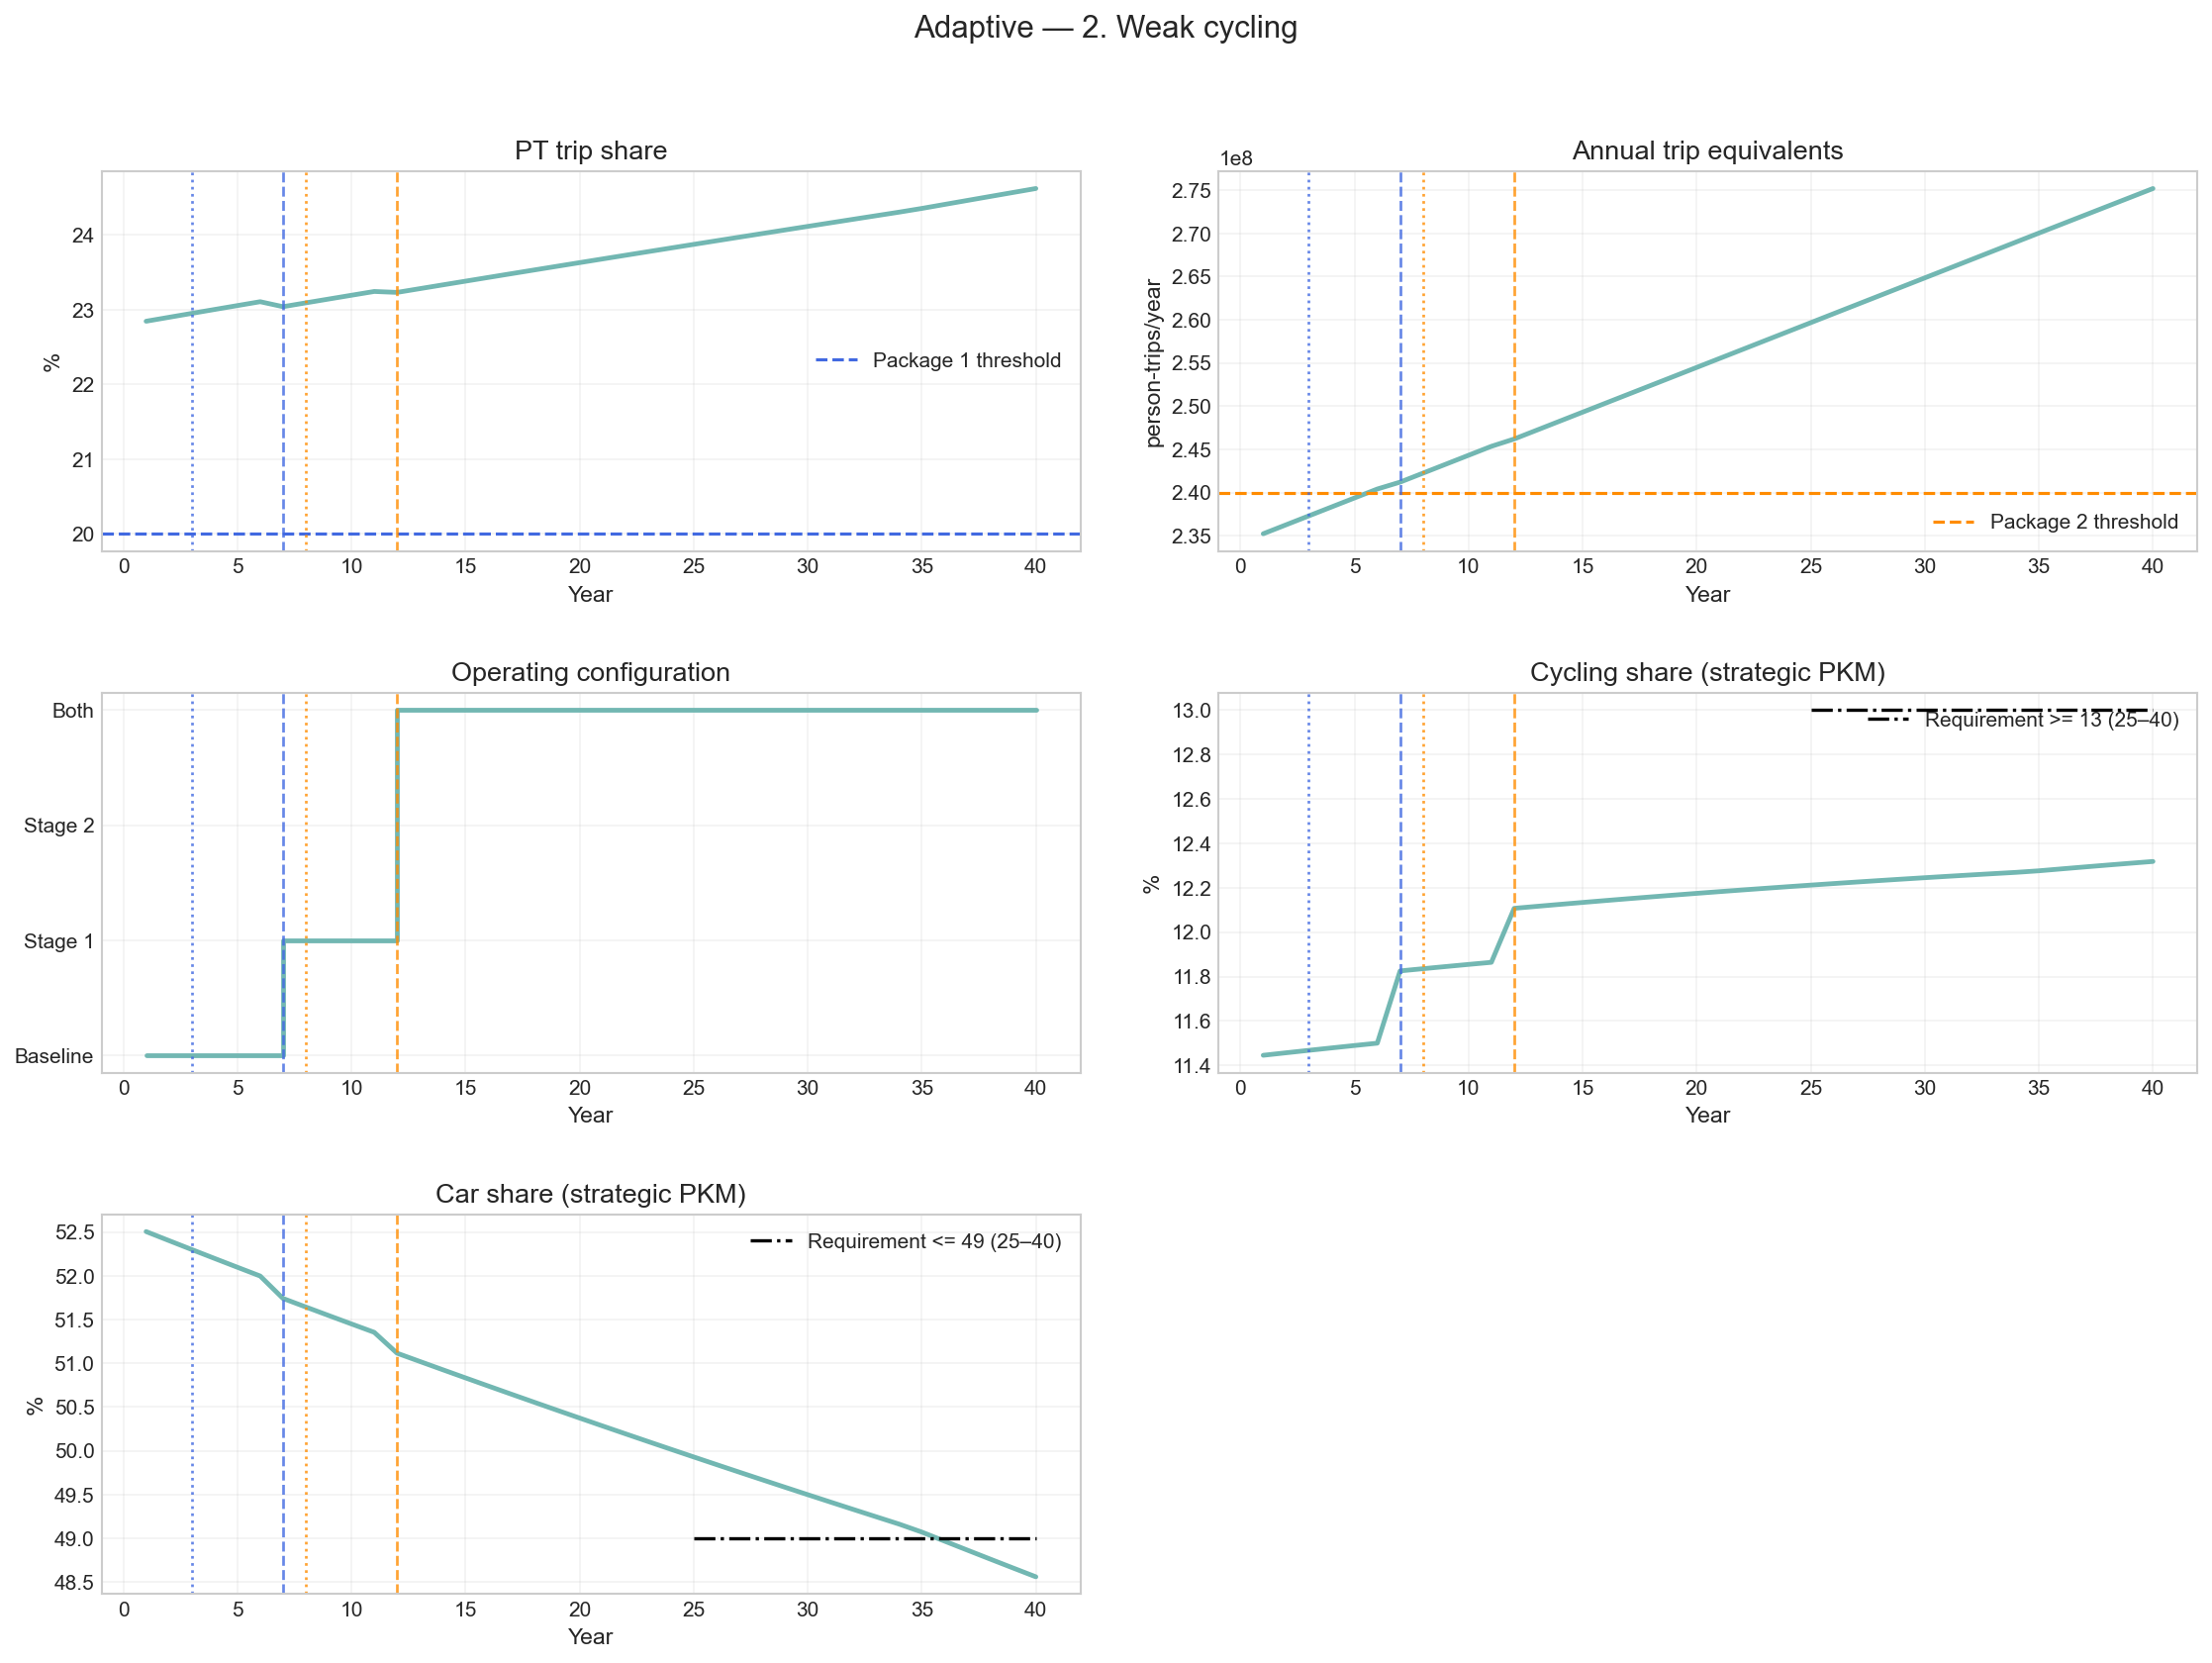 Adaptive — 2. Weak cycling
PT trip share
%
24
23
22
21
20
Package 1 threshold
0 5 10 15 20 25 30 35 40
Year
Annual trip equivalents
1e8
person-trips/year
2.75
2.70
2.65
2.60
2.55
2.50
2.45
2.40
2.35
Package 2 threshold
0 5 10 15 20 25 30 35 40
Year
Operating configuration
Both
Stage 2
Stage 1
Baseline
0 5 10 15 20 25 30 35 40
Year
Cycling share (strategic PKM)
%
13.0
12.8
12.6
12.4
12.2
12.0
11.8
11.6
11.4
Requirement >= 13 (25–40)
0 5 10 15 20 25 30 35 40
Year
Car share (strategic PKM)
%
52.5
52.0
51.5
51.0
50.5
50.0
49.5
49.0
48.5
Requirement <= 49 (25–40)
0 5 10 15 20 25 30 35 40
Year